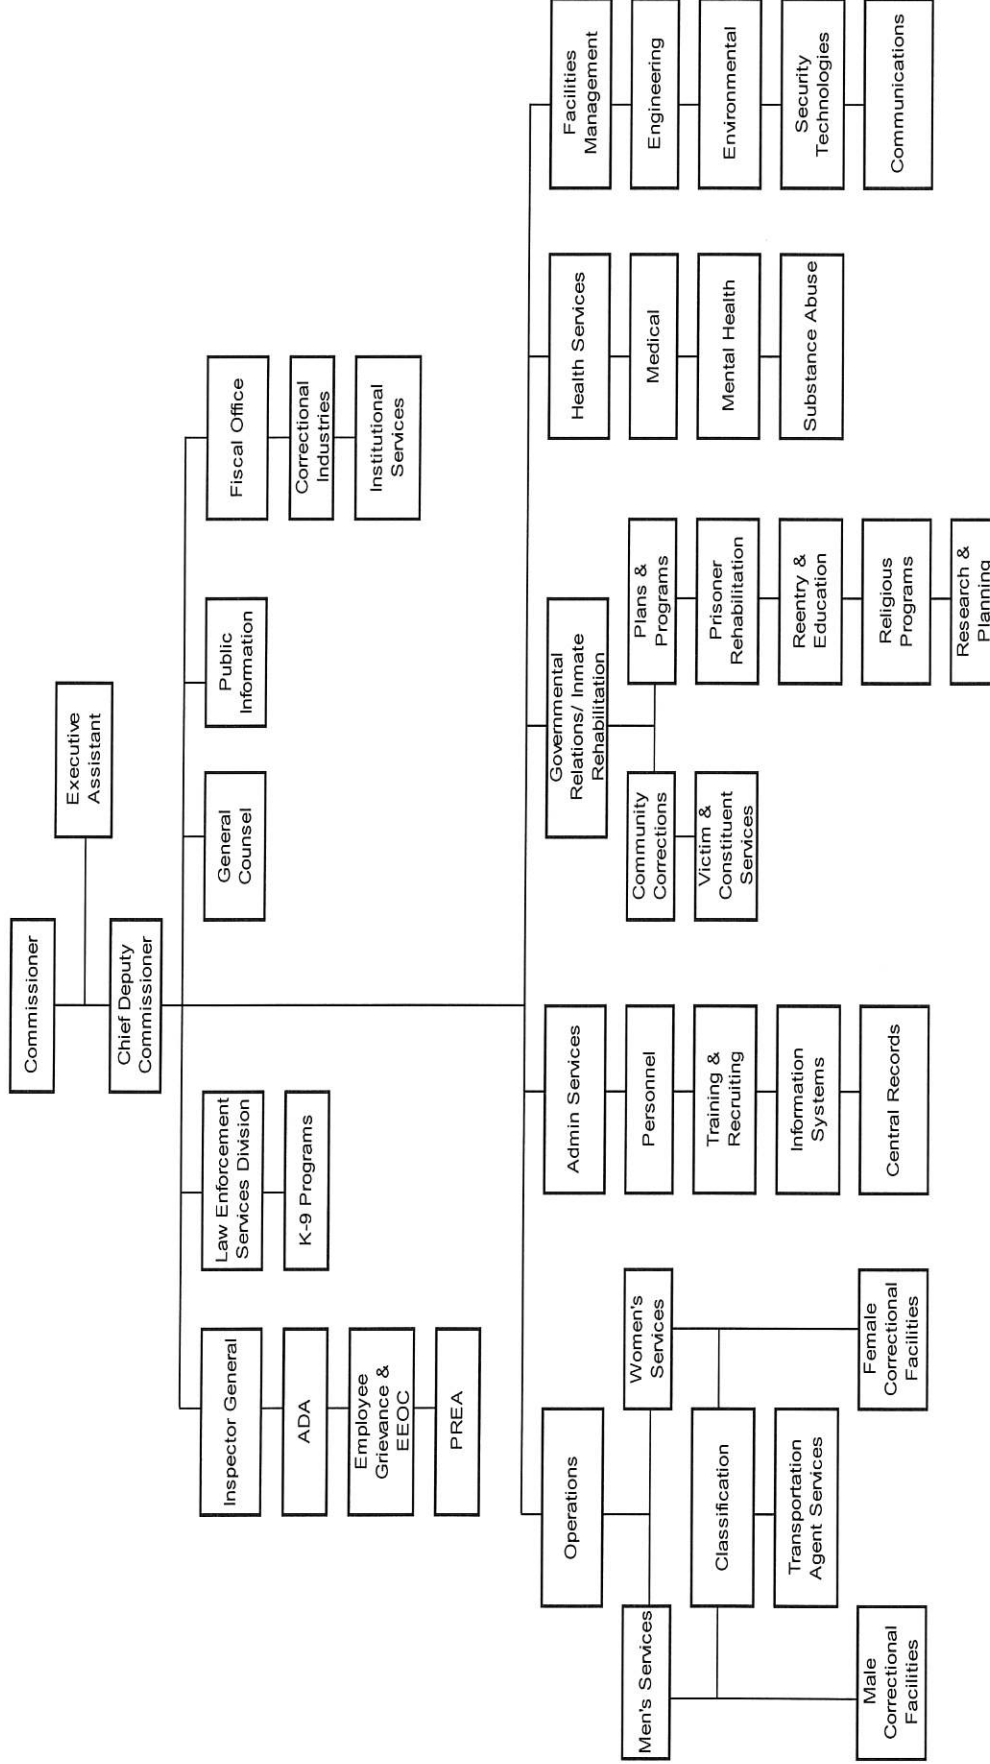 Commissioner
Executive
Assistant
Chief Deputy
Commissioner
Inspector General
ADA
Employee
Grievance &
EEOC
PREA
Law Enforcement
Services Division
K-9 Programs
General
Counsel
Public
Information
Fiscal Office
Correctional
Industries
Institutional
Services
Operations
Men's Services
Women's
Services
Classification
Transportation
Agent Services
Male
Correctional
Facilities
Female
Correctional
Facilities
Admin Services
Personnel
Training &
Recruiting
Information
Systems
Central Records
Governmental
Relations/ Inmate
Rehabilitation
Community
Corrections
Victim &
Constituent
Services
Plans &
Programs
Prisoner
Rehabilitation
Reentry &
Education
Religious
Programs
Research &
Planning
Health Services
Medical
Mental Health
Substance Abuse
Facilities
Management
Engineering
Environmental
Security
Technologies
Communications